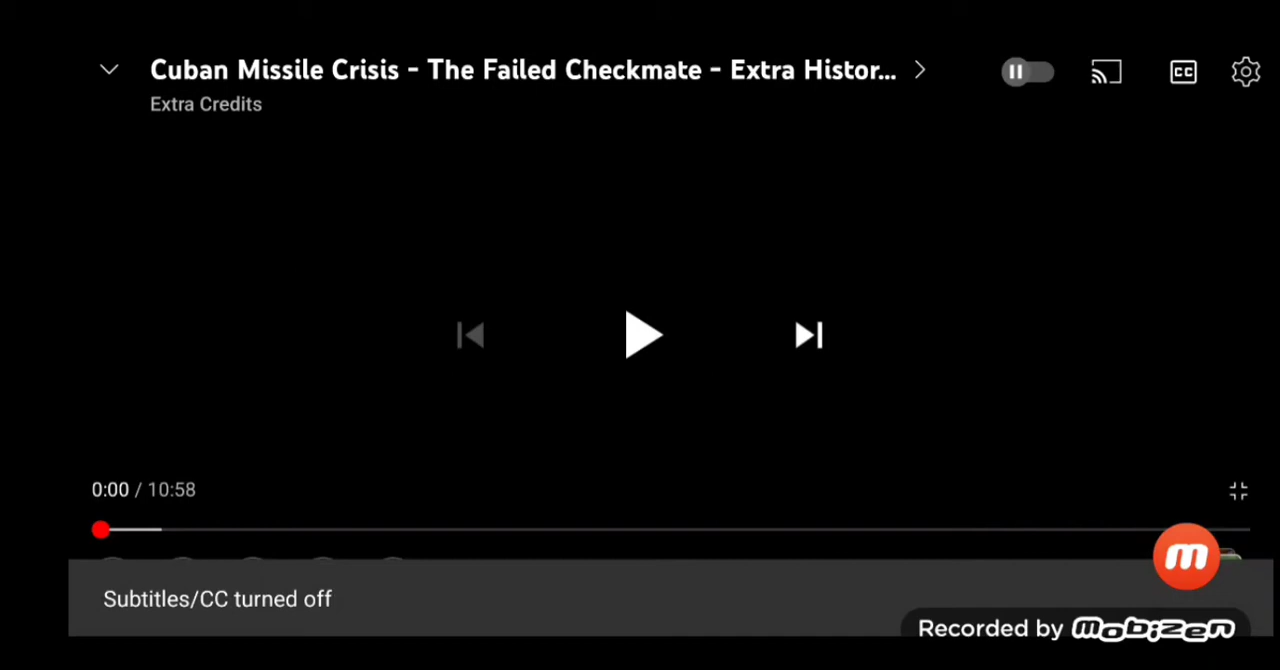 Cuban Missile Crisis - The Failed Checkmate - Extra Histor...
Extra Credits
CC
0:00 / 10:58
Subtitles/CC turned off
Recorded by Mobizen